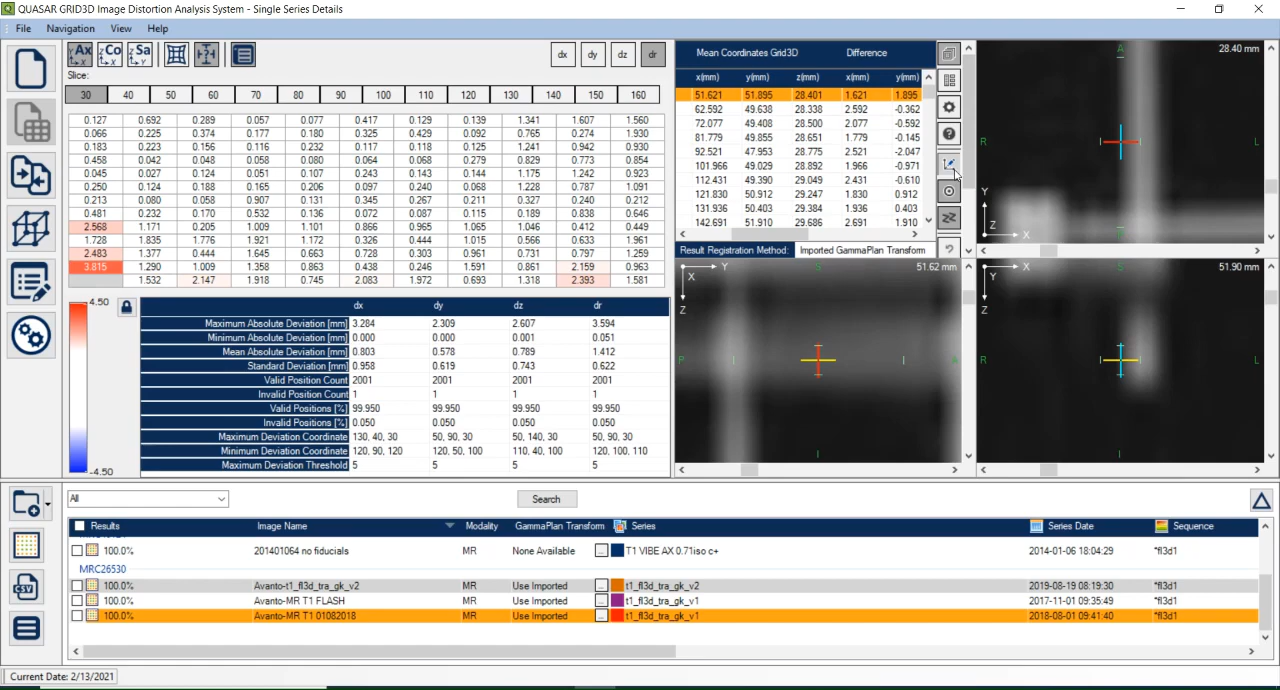 QUASAR GRID3D Image Distortion Analysis System - Single Series Details
File Navigation View Help
Ax Co Sa dx dy dz dr
Slice:
30 40 50 60 70 80 90 100 110 120 130 140 150 160
0.127 0.692 0.289 0.057 0.077 0.417 0.129 0.139 1.341 1.607 1.560
0.066 0.225 0.374 0.177 0.180 0.325 0.429 0.092 0.765 0.274 1.930
0.183 0.223 0.156 0.116 0.232 0.117 0.118 0.125 1.241 0.942 0.930
0.458 0.042 0.048 0.058 0.080 0.064 0.068 0.279 0.829 0.773 0.854
0.045 0.027 0.124 0.051 0.107 0.243 0.143 0.144 1.175 1.242 0.923
0.250 0.124 0.188 0.165 0.206 0.097 0.240 0.068 1.228 0.787 1.091
0.213 0.080 0.058 0.907 0.131 0.345 0.267 0.211 0.327 0.240 0.212
0.481 0.232 0.170 0.532 0.136 0.072 0.087 0.115 0.189 0.838 0.646
2.568 1.171 0.205 1.009 1.101 0.866 0.965 1.065 1.046 0.412 0.449
1.728 1.835 1.776 1.921 1.172 0.326 0.444 1.015 0.566 0.633 1.961
2.483 1.377 0.444 1.645 0.663 0.728 0.303 0.961 0.731 0.797 1.259
3.815 1.290 1.009 1.358 0.863 0.438 0.246 1.591 0.861 2.159 0.963
1.532 2.147 1.918 0.745 2.083 1.972 0.693 1.318 2.393 1.581
4.50
-4.50
dx dy dz dr
Maximum Absolute Deviation [mm] 3.284 2.309 2.607 3.594
Minimum Absolute Deviation [mm] 0.000 0.000 0.001 0.051
Mean Absolute Deviation [mm] 0.803 0.578 0.789 1.412
Standard Deviation [mm] 0.958 0.619 0.743 0.622
Valid Position Count 2001 2001 2001 2001
Invalid Position Count 1 1 1 1
Valid Positions [%] 99.950 99.950 99.950 99.950
Invalid Positions [%] 0.050 0.050 0.050 0.050
Maximum Deviation Coordinate 130, 40, 30 50, 90, 30 50, 140, 30 50, 90, 30
Minimum Deviation Coordinate 120, 90, 120 120, 50, 100 110, 40, 100 120, 100, 110
Maximum Deviation Threshold 5 5 5 5
Mean Coordinates Grid3D Difference
x(mm) y(mm) z(mm) x(mm) y(mm)
51.621 51.895 28.401 1.621 1.895
62.592 49.638 28.338 2.592 -0.362
72.077 49.408 28.500 2.077 -0.592
81.779 49.855 28.651 1.779 -0.145
92.521 47.953 28.775 2.521 -2.047
101.966 49.029 28.892 1.966 -0.971
112.431 49.390 29.049 2.431 -0.610
121.830 50.912 29.247 1.830 0.912
131.936 50.403 29.384 1.936 0.403
142.691 51.910 29.686 2.691 1.910
Result Registration Method: Imported GammaPlan Transform
A 28.40 mm
R L
Y
Z X
Y 51.62 mm
X
Z
P
I
X 51.90 mm
Y
Z
R L
I
All Search
Results Image Name Modality GammaPlan Transform Series Series Date Sequence
100.0% 201401064 no fiducials MR None Available ... T1 VIBE AX 0.71iso c+ 2014-01-06 18:04:29 *fl3d1
MRC26530
100.0% Avanto-t1_fl3d_tra_gk_v2 MR Use Imported ... t1_fl3d_tra_gk_v2 2019-08-19 08:19:30 *fl3d1
100.0% Avanto-MR T1 FLASH MR Use Imported ... t1_fl3d_tra_gk_v1 2017-11-01 09:35:49 *fl3d1
100.0% Avanto-MR T1 01082018 MR Use Imported ... t1_fl3d_tra_gk_v1 2018-08-01 09:41:40 *fl3d1
CSV
Current Date: 2/13/2021